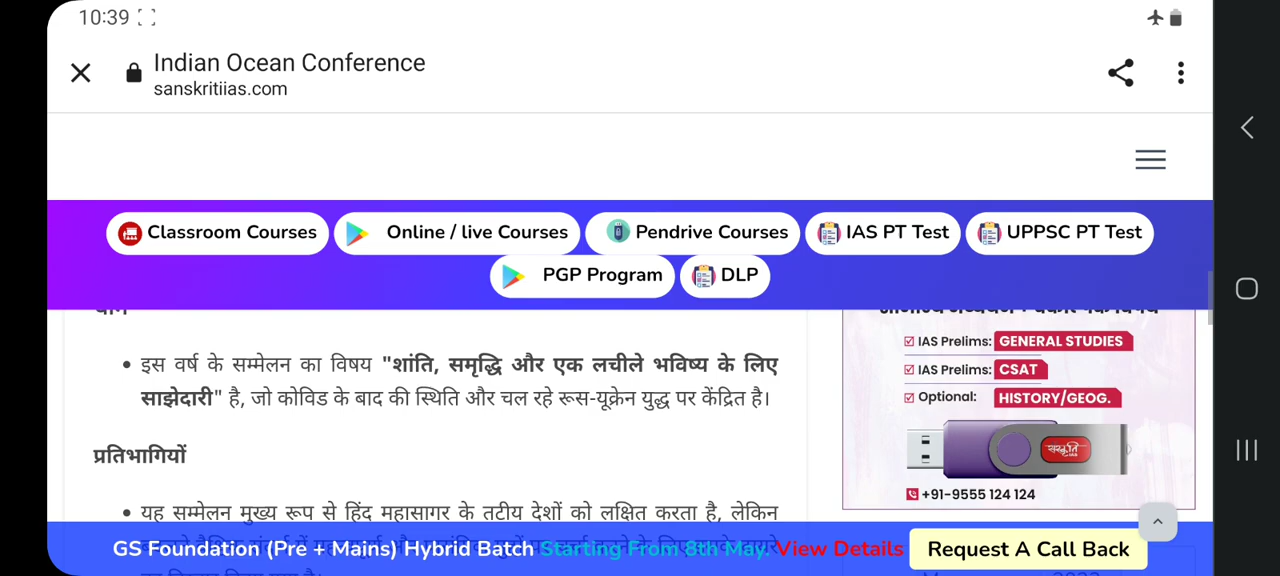 10:39
Indian Ocean Conference
sanskritiias.com
Classroom Courses
Online / live Courses
Pendrive Courses
IAS PT Test
UPPSC PT Test
PGP Program
DLP
इस वर्ष के सम्मेलन का विषय "शांति, समृद्धि और एक लचीले भविष्य के लिए
साझेदारी" है, जो कोविड के बाद की स्थिति और चल रहे रूस-यूक्रेन युद्ध पर केंद्रित है।
प्रतिभागियों
यह सम्मेलन मुख्य रूप से हिंद महासागर के तटीय देशों को लक्षित करता है, लेकिन
IAS Prelims: GENERAL STUDIES
IAS Prelims: CSAT
Optional: HISTORY/GEOG.
संस्कृति
+91-9555 124 124
GS Foundation (Pre + Mains) Hybrid Batch Starting From 8th May. View Details
Request A Call Back